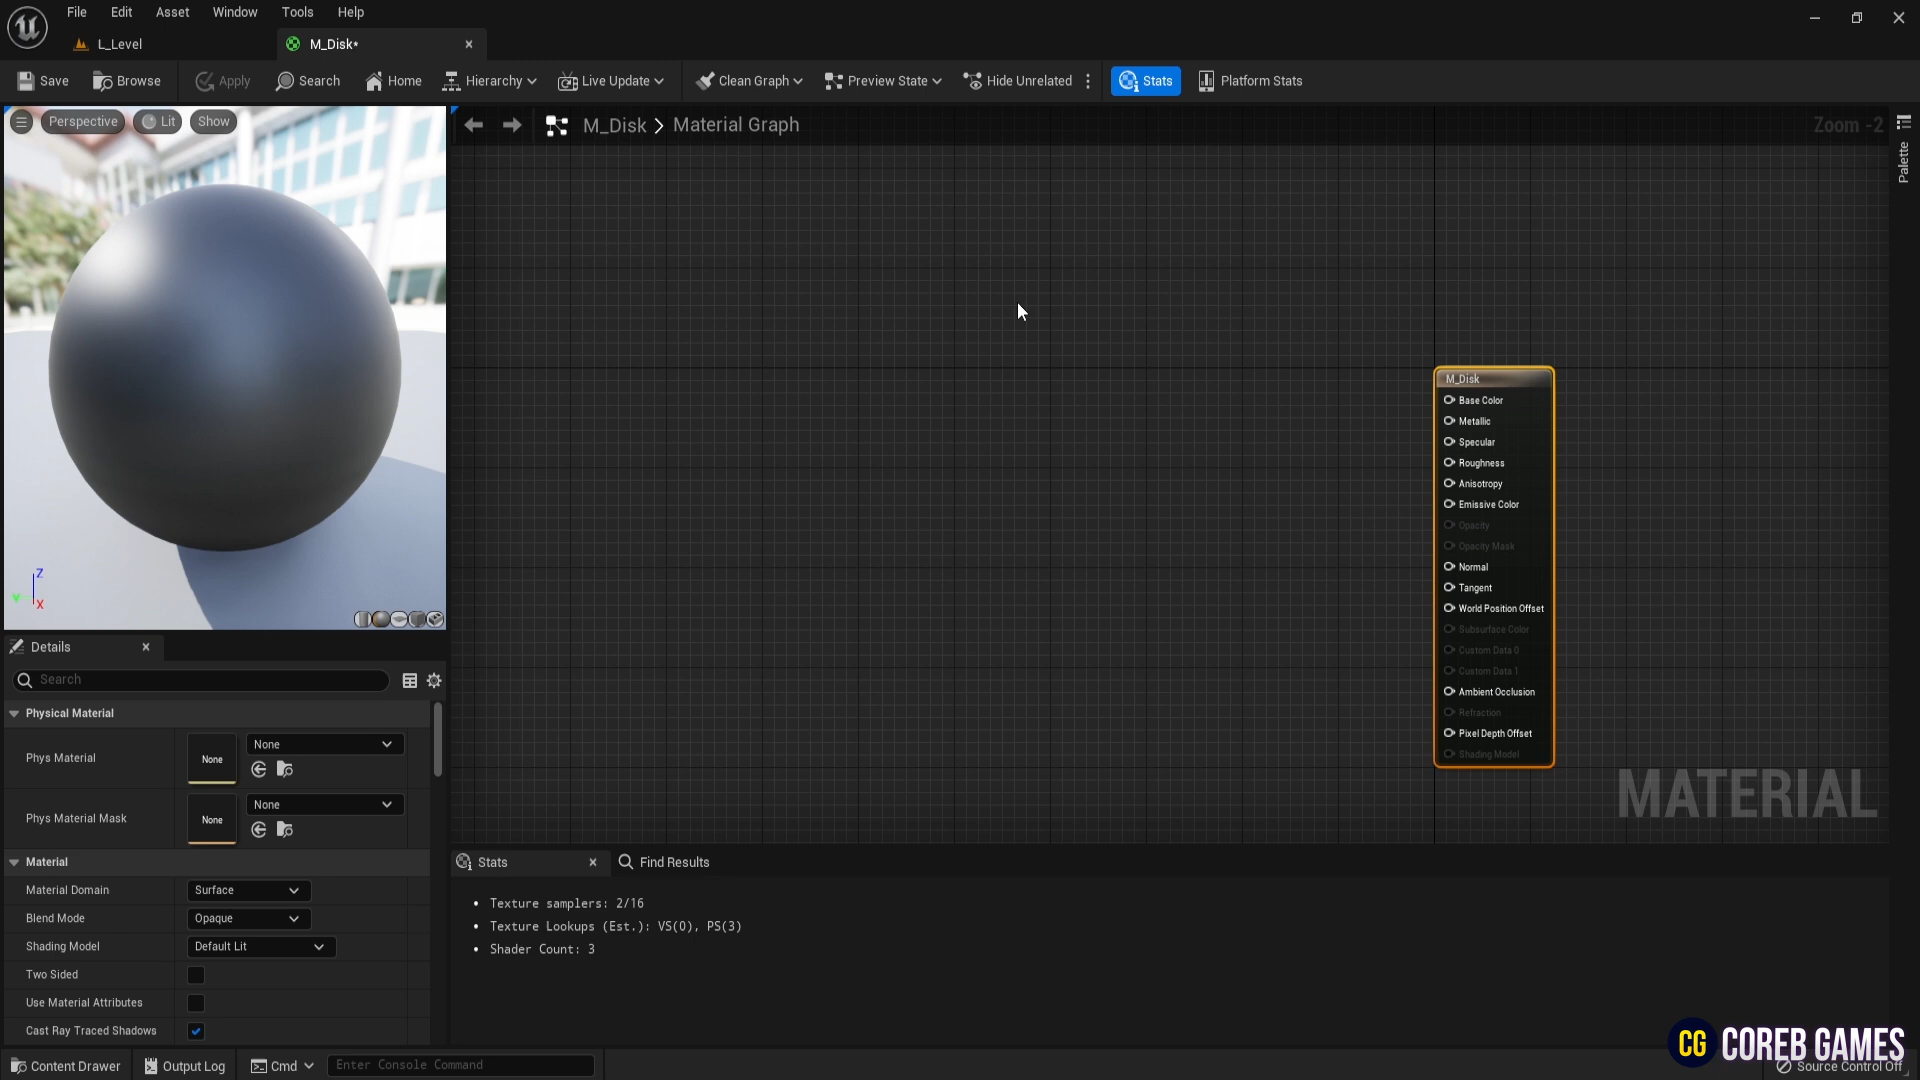 File Edit Asset Window Tools Help
L_Level M_Disk*
Save Browse Apply Search Home Hierarchy Live Update Clean Graph Preview State Hide Unrelated Stats Platform Stats
Perspective Lit Show
M_Disk > Material Graph
Zoom -2
Palette
M_Disk
Base Color
Metallic
Specular
Roughness
Anisotropy
Emissive Color
Opacity
Opacity Mask
Normal
Tangent
World Position Offset
Subsurface Color
Custom Data 0
Custom Data 1
Ambient Occlusion
Refraction
Pixel Depth Offset
Shading Model
MATERIAL
Z
Y
X
Details
Search
Physical Material
Phys Material None None
Phys Material Mask None None
Material
Material Domain Surface
Blend Mode Opaque
Shading Model Default Lit
Two Sided
Use Material Attributes
Cast Ray Traced Shadows
Stats Find Results
• Texture samplers: 2/16
• Texture Lookups (Est.): VS(0), PS(3)
• Shader Count: 3
CG COREB GAMES
Content Drawer Output Log Cmd Enter Console Command Source Control Off